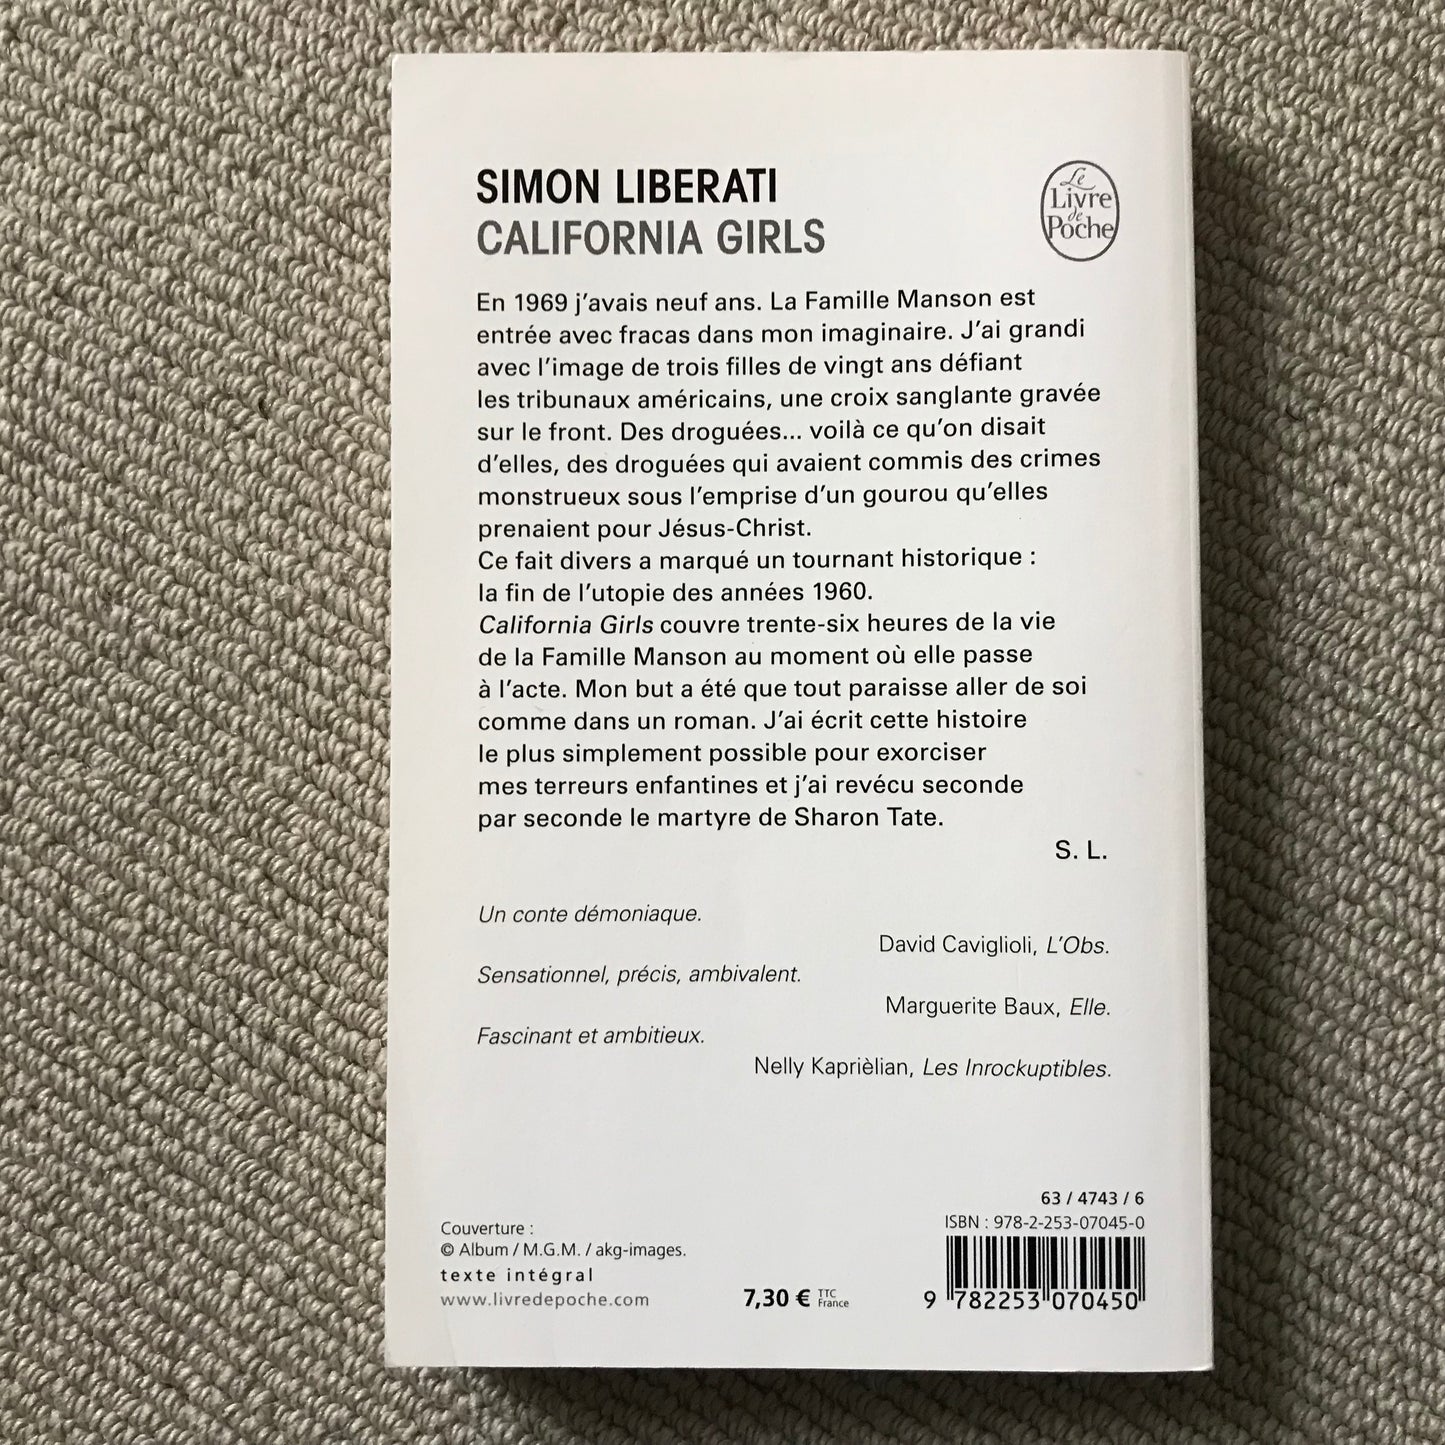 SIMON LIBERATI
CALIFORNIA GIRLS
Le
Livre
de
Poche
En 1969 j'avais neuf ans. La Famille Manson est
entrée avec fracas dans mon imaginaire. J'ai grandi
avec l'image de trois filles de vingt ans défiant
les tribunaux américains, une croix sanglante gravée
sur le front. Des droguées... voilà ce qu'on disait
d'elles, des droguées qui avaient commis des crimes
monstrueux sous l'emprise d'un gourou qu'elles
prenaient pour Jésus-Christ.
Ce fait divers a marqué un tournant historique :
la fin de l'utopie des années 1960.
California Girls couvre trente-six heures de la vie
de la Famille Manson au moment où elle passe
à l'acte. Mon but a été que tout paraisse aller de soi
comme dans un roman. J'ai écrit cette histoire
le plus simplement possible pour exorciser
mes terreurs enfantines et j'ai revécu seconde
par seconde le martyre de Sharon Tate.
S. L.
Un conte démoniaque.
David Caviglioli, L'Obs.
Sensationnel, précis, ambivalent.
Marguerite Baux, Elle.
Fascinant et ambitieux.
Nelly Kaprièlian, Les Inrockuptibles.
63 / 4743 / 6
ISBN : 978-2-253-07045-0
Couverture :
© Album / M.G.M. / akg-images.
texte intégral
www.livredepoche.com
7,30 € TTC
France
9 782253 070450